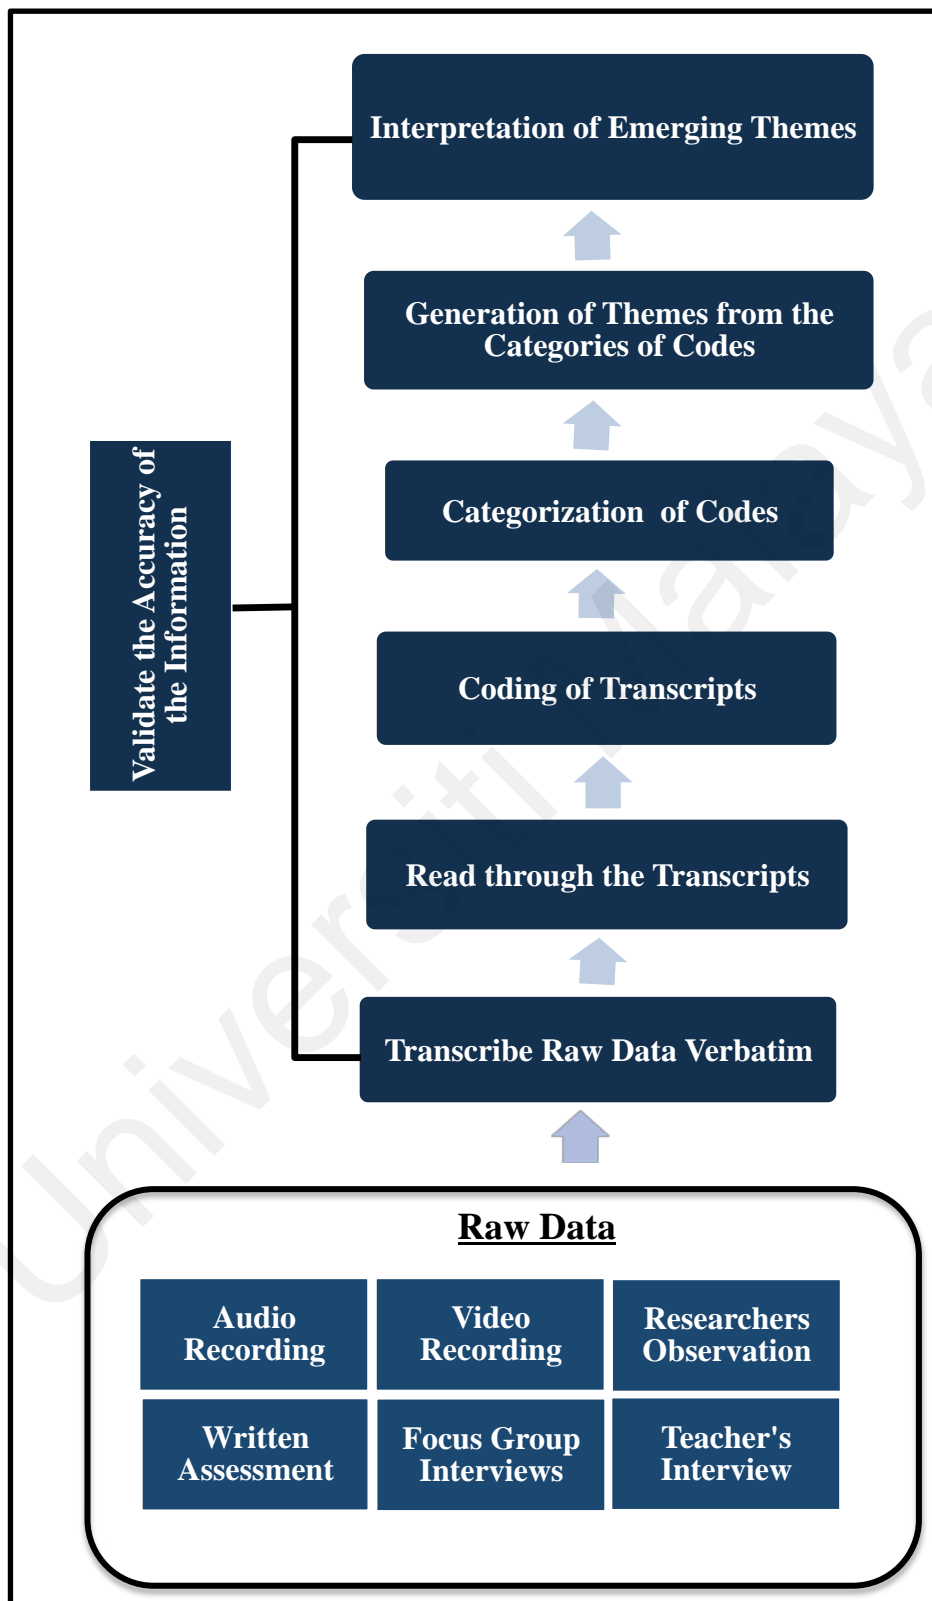 Interpretation of Emerging Themes
Generation of Themes from the
Categories of Codes
Categorization of Codes
Coding of Transcripts
Read through the Transcripts
Transcribe Raw Data Verbatim
Validate the Accuracy of
the Information
Raw Data
Audio
Recording
Video
Recording
Researchers
Observation
Written
Assessment
Focus Group
Interviews
Teacher's
Interview
Universiti Malaya